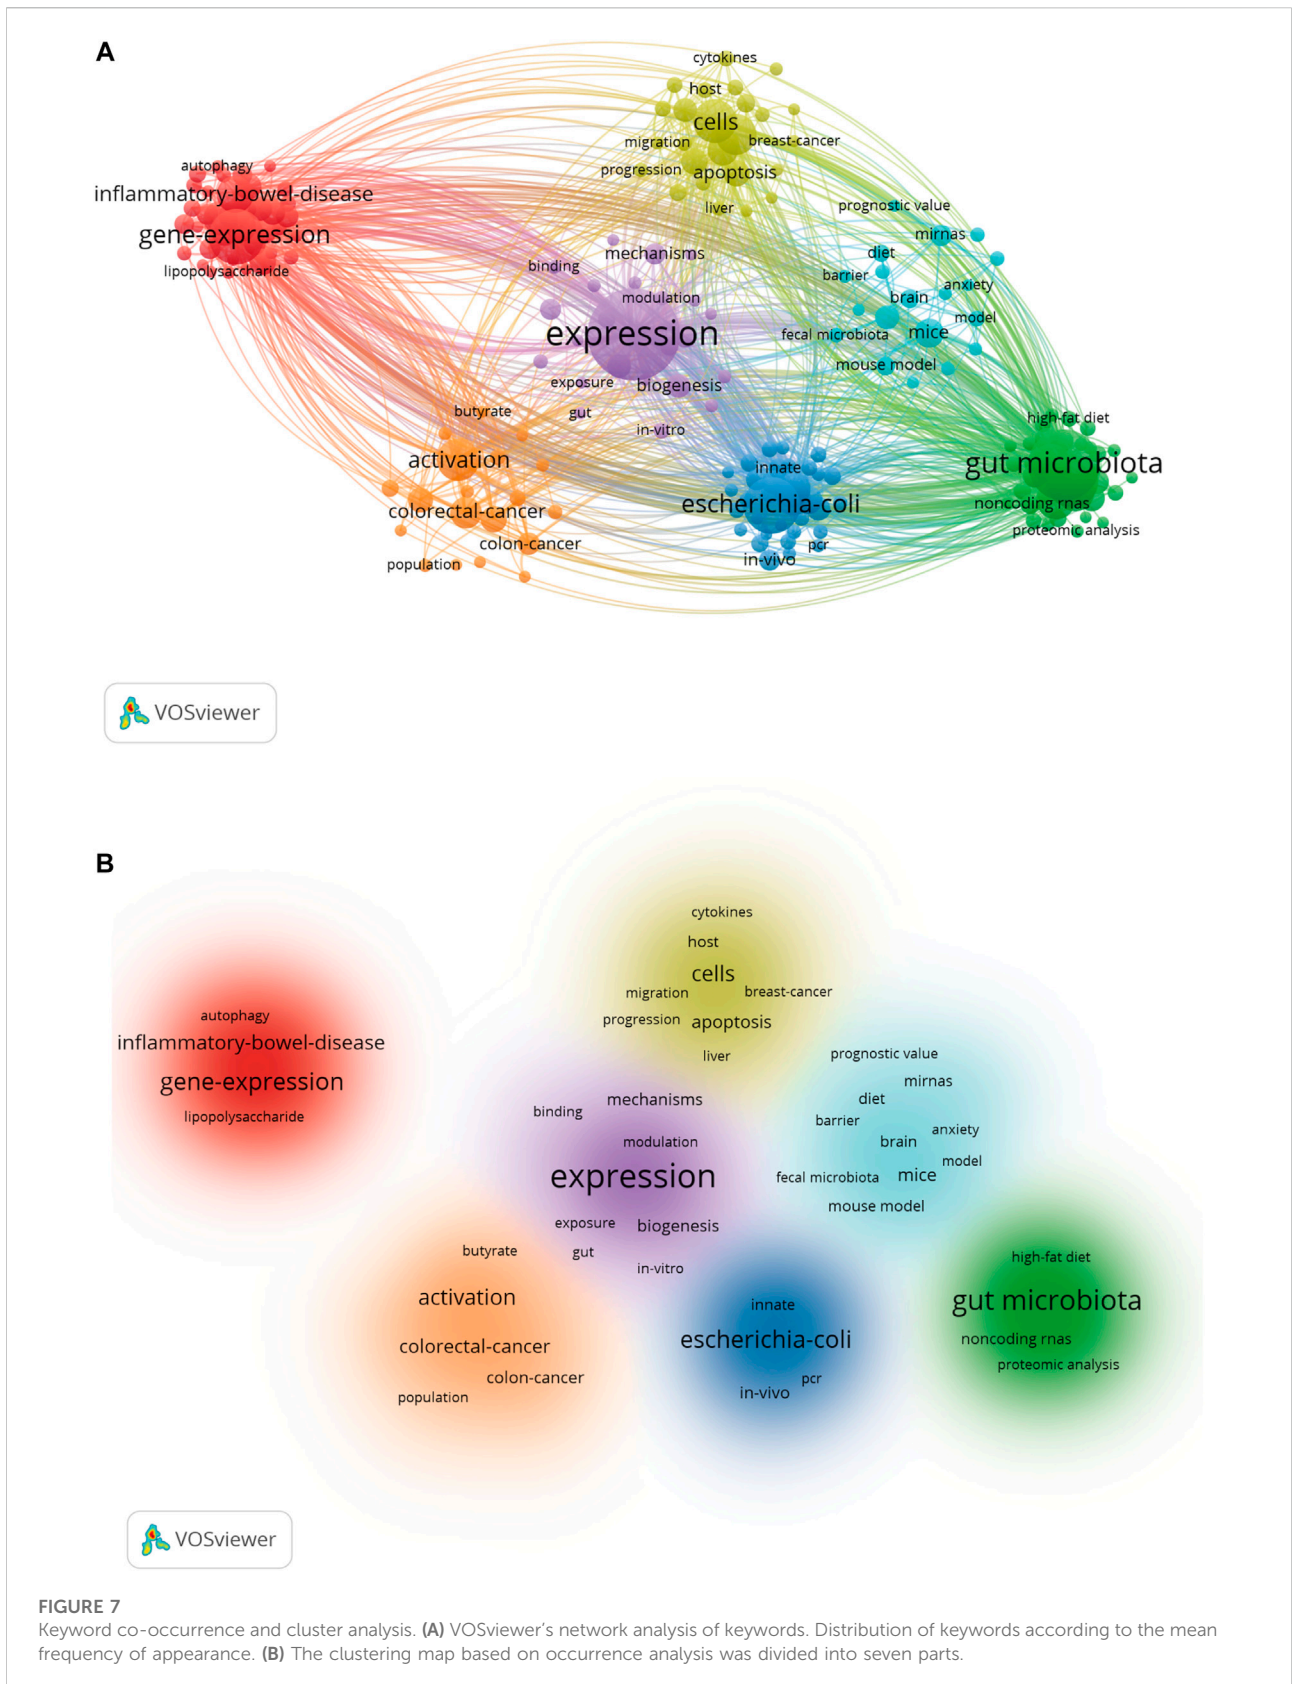 A
cytokines
host
cells
migration
breast-cancer
progression
apoptosis
liver
autophagy
inflammatory-bowel-disease
gene-expression
lipopolysaccharide
prognostic value
mirnas
diet
barrier
anxiety
brain
model
fecal microbiota
mice
mouse model
mechanisms
binding
modulation
expression
exposure
biogenesis
gut
in-vitro
butyrate
activation
colorectal-cancer
colon-cancer
population
innate
escherichia-coli
pcr
in-vivo
high-fat diet
gut microbiota
noncoding rnas
proteomic analysis
VOSviewer
B
cytokines
host
cells
migration
breast-cancer
progression
apoptosis
liver
autophagy
inflammatory-bowel-disease
gene-expression
lipopolysaccharide
prognostic value
mirnas
diet
barrier
anxiety
brain
model
fecal microbiota
mice
mouse model
mechanisms
binding
modulation
expression
exposure
biogenesis
gut
in-vitro
butyrate
activation
colorectal-cancer
colon-cancer
population
innate
escherichia-coli
pcr
in-vivo
high-fat diet
gut microbiota
noncoding rnas
proteomic analysis
VOSviewer
FIGURE 7
Keyword co-occurrence and cluster analysis. (A) VOSviewer's network analysis of keywords. Distribution of keywords according to the mean
frequency of appearance. (B) The clustering map based on occurrence analysis was divided into seven parts.